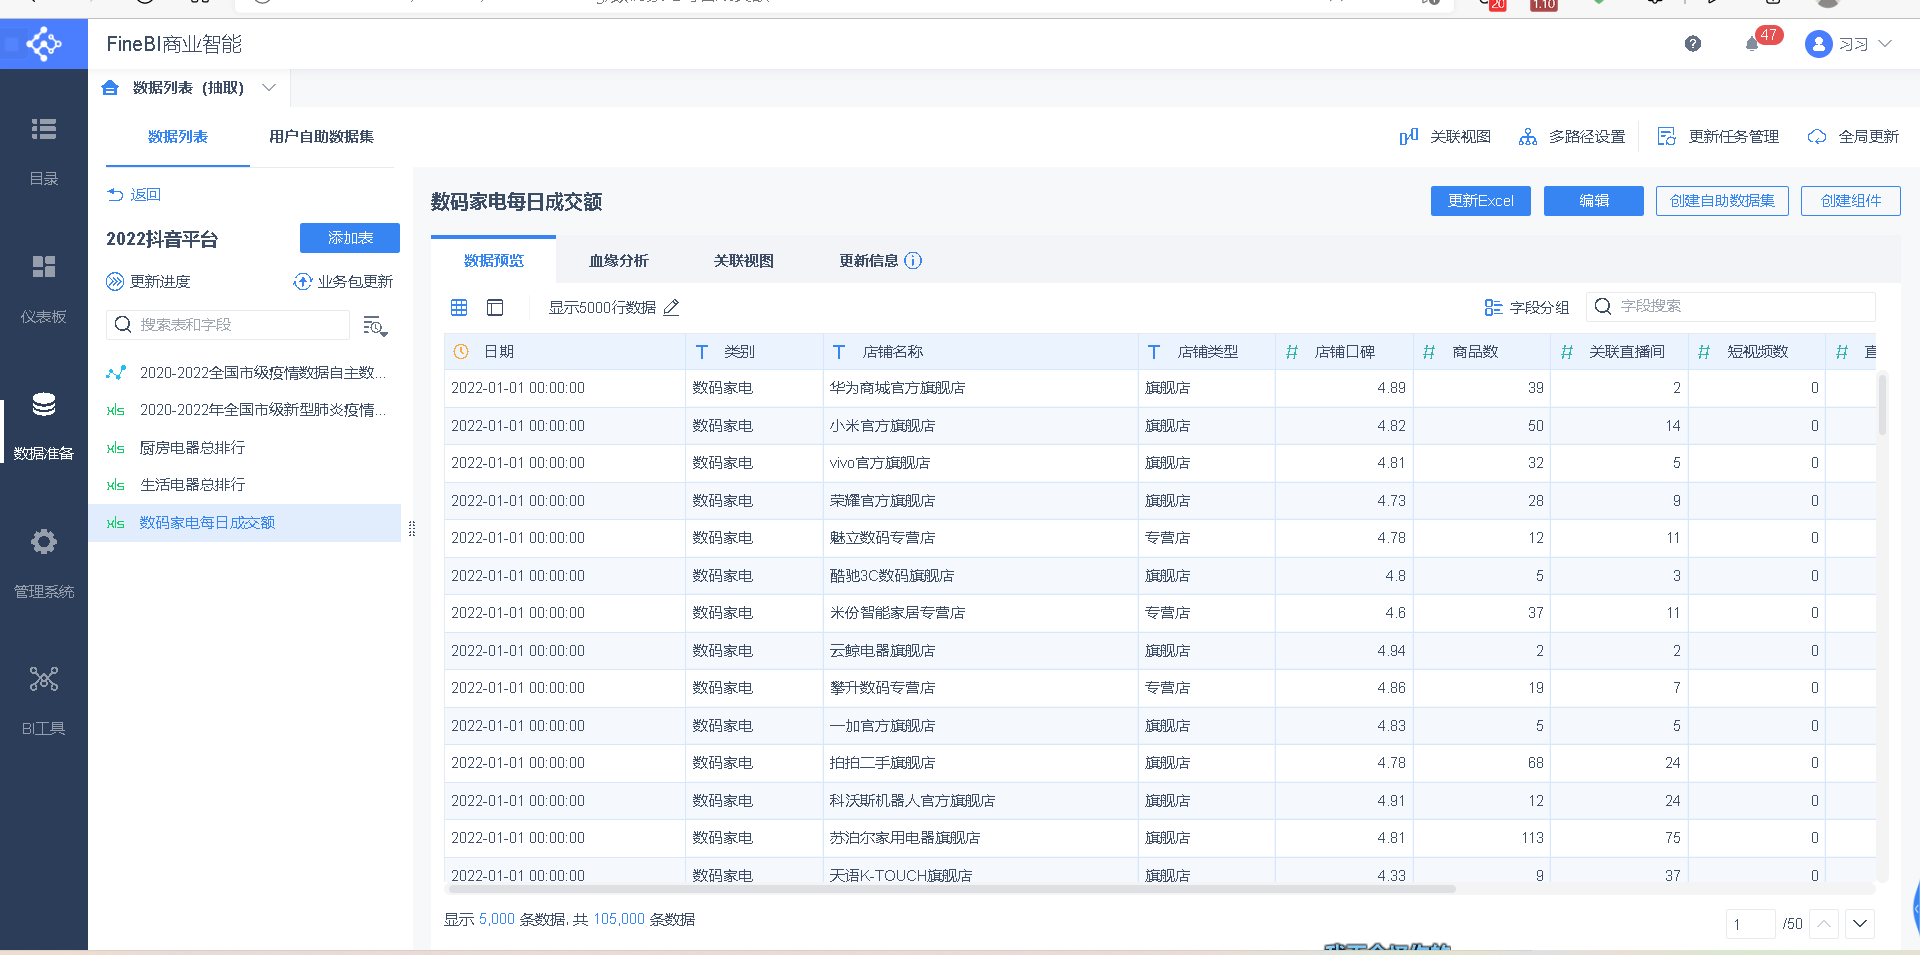 20
1.10
FineBI商业智能
47
习习
数据列表（抽取）
数据列表
用户自助数据集
关联视图
多路径设置
更新任务管理
全局更新
目录
仪表板
数据准备
管理系统
BI工具
返回
2022抖音平台
添加表
更新进度
业务包更新
搜索表和字段
2020-2022全国市级疫情数据自主数...
xls 2020-2022年全国市级新型肺炎疫情...
xls 厨房电器总排行
xls 生活电器总排行
xls 数码家电每日成交额
数码家电每日成交额
更新Excel
编辑
创建自助数据集
创建组件
数据预览
血缘分析
关联视图
更新信息
显示5000行数据
字段分组
字段搜索
日期 T 类别 T 店铺名称 T 店铺类型 # 店铺口碑 # 商品数 # 关联直播间 # 短视频数 # 直
2022-01-01 00:00:00 数码家电 华为商城官方旗舰店 旗舰店 4.89 39 2 0
2022-01-01 00:00:00 数码家电 小米官方旗舰店 旗舰店 4.82 50 14 0
2022-01-01 00:00:00 数码家电 vivo官方旗舰店 旗舰店 4.81 32 5 0
2022-01-01 00:00:00 数码家电 荣耀官方旗舰店 旗舰店 4.73 28 9 0
2022-01-01 00:00:00 数码家电 魅立数码专营店 专营店 4.78 12 11 0
2022-01-01 00:00:00 数码家电 酷驰3C数码旗舰店 旗舰店 4.8 5 3 0
2022-01-01 00:00:00 数码家电 米份智能家居专营店 专营店 4.6 37 11 0
2022-01-01 00:00:00 数码家电 云鲸电器旗舰店 旗舰店 4.94 2 2 0
2022-01-01 00:00:00 数码家电 攀升数码专营店 专营店 4.86 19 7 0
2022-01-01 00:00:00 数码家电 一加官方旗舰店 旗舰店 4.83 5 5 0
2022-01-01 00:00:00 数码家电 拍拍二手旗舰店 旗舰店 4.78 68 24 0
2022-01-01 00:00:00 数码家电 科沃斯机器人官方旗舰店 旗舰店 4.91 12 24 0
2022-01-01 00:00:00 数码家电 苏泊尔家用电器旗舰店 旗舰店 4.81 113 75 0
2022-01-01 00:00:00 数码家电 天语K-TOUCH旗舰店 旗舰店 4.33 9 37 0
显示 5,000 条数据, 共 105,000 条数据
1 /50